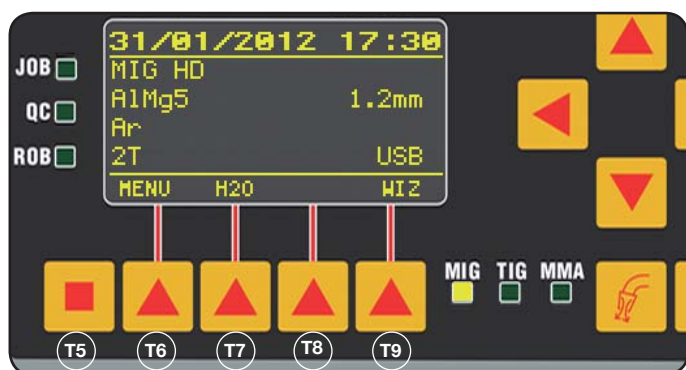 31/01/2012 17:30
JOB
MIG HD
AlMg5 1.2mm
QC
Ar
ROB
2T USB
MENU H2O WIZ
MIG TIG MMA
T5 T6 T7 T8 T9